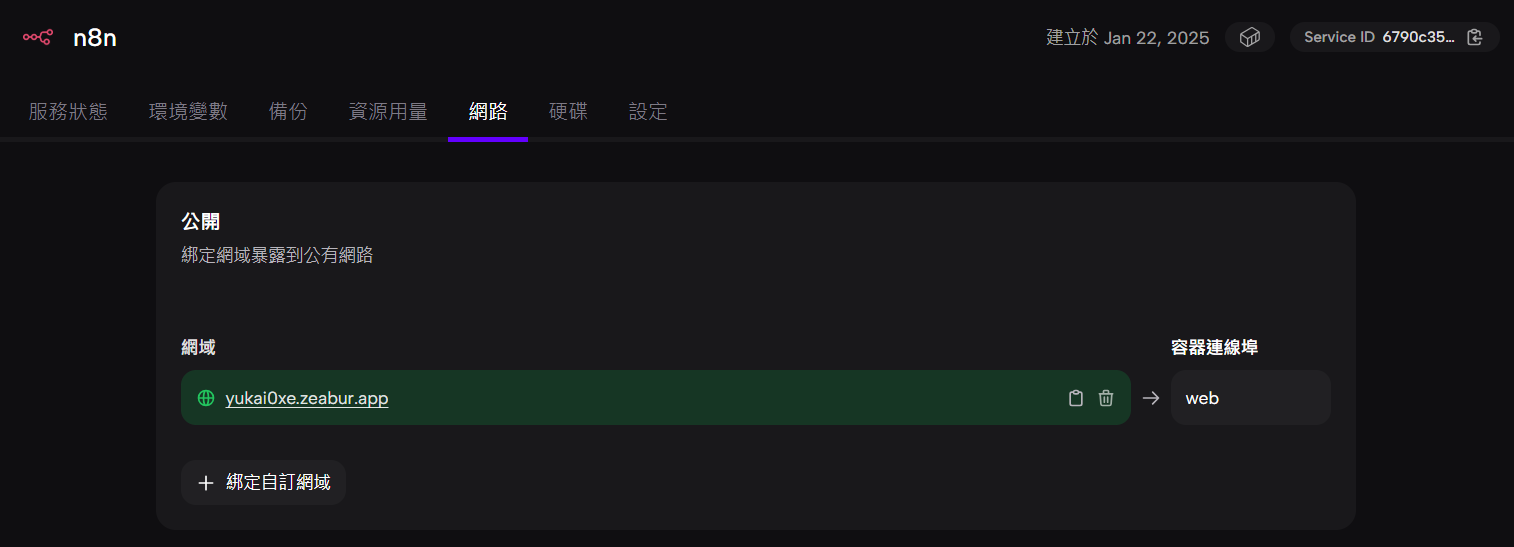 n8n
建立於 Jan 22, 2025
Service ID 6790c35...
服務狀態 環境變數 備份 資源用量 網路 硬碟 設定
公開
綁定網域暴露到公有網路
網域 容器連線埠
yukai0xe.zeabur.app web
綁定自訂網域